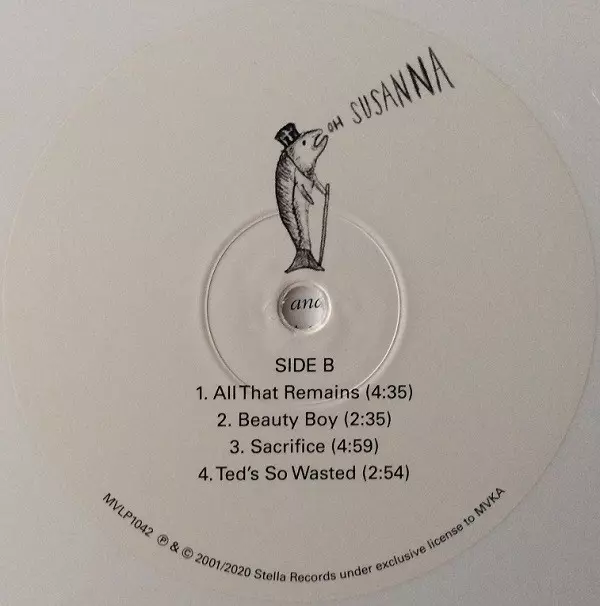 OH SUSANNA
and
SIDE B
1. All That Remains (4:35)
2. Beauty Boy (2:35)
3. Sacrifice (4:59)
4. Ted's So Wasted (2:54)
MVLP1042 ℗ & © 2001/2020 Stella Records under exclusive license to MVKA